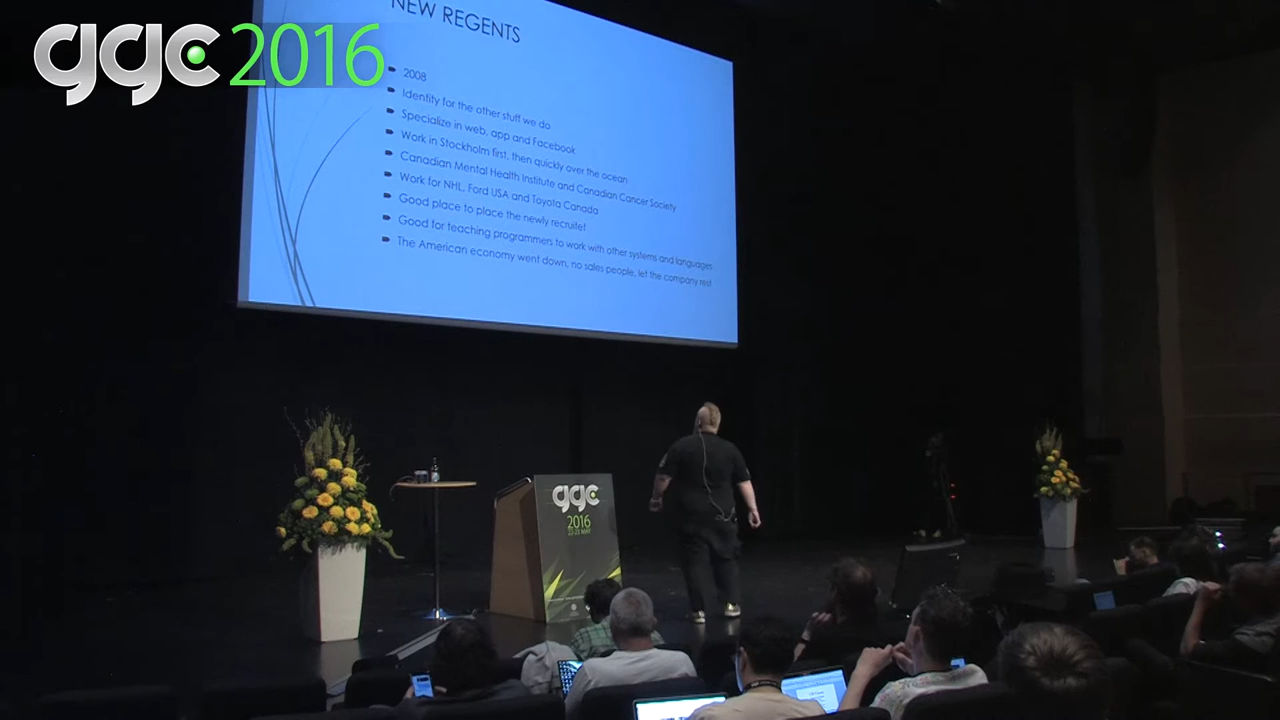 ggc 2016
NEW REGENTS
2008
Identity for the other stuff we do
Specialize in web, app and Facebook
Work in Stockholm first, then quickly over the ocean
Canadian Mental Health Institute and Canadian Cancer Society
Work for NHL, Ford USA and Toyota Canada
Good place to place the newly recruitet
Good for teaching programmers to work with other systems and languages
The American economy went down, no sales people, let the company rest
ggc
2016